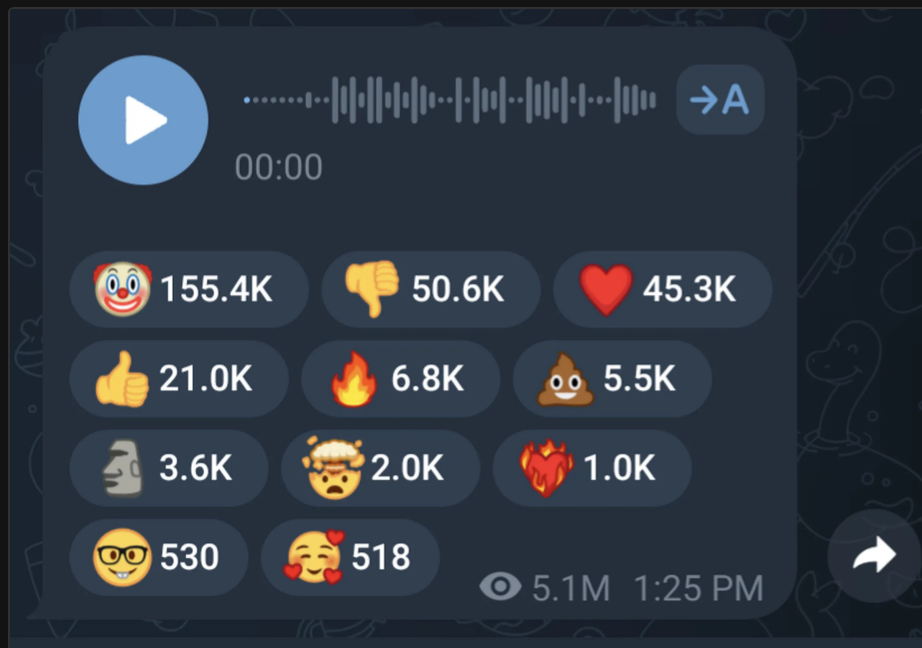 →A
00:00
🤡 155.4K 👎 50.6K ❤️ 45.3K
👍 21.0K 🔥 6.8K 💩 5.5K
🗿 3.6K 🤯 2.0K ❤️‍🔥 1.0K
🤓 530 🥰 518
5.1M 1:25 PM